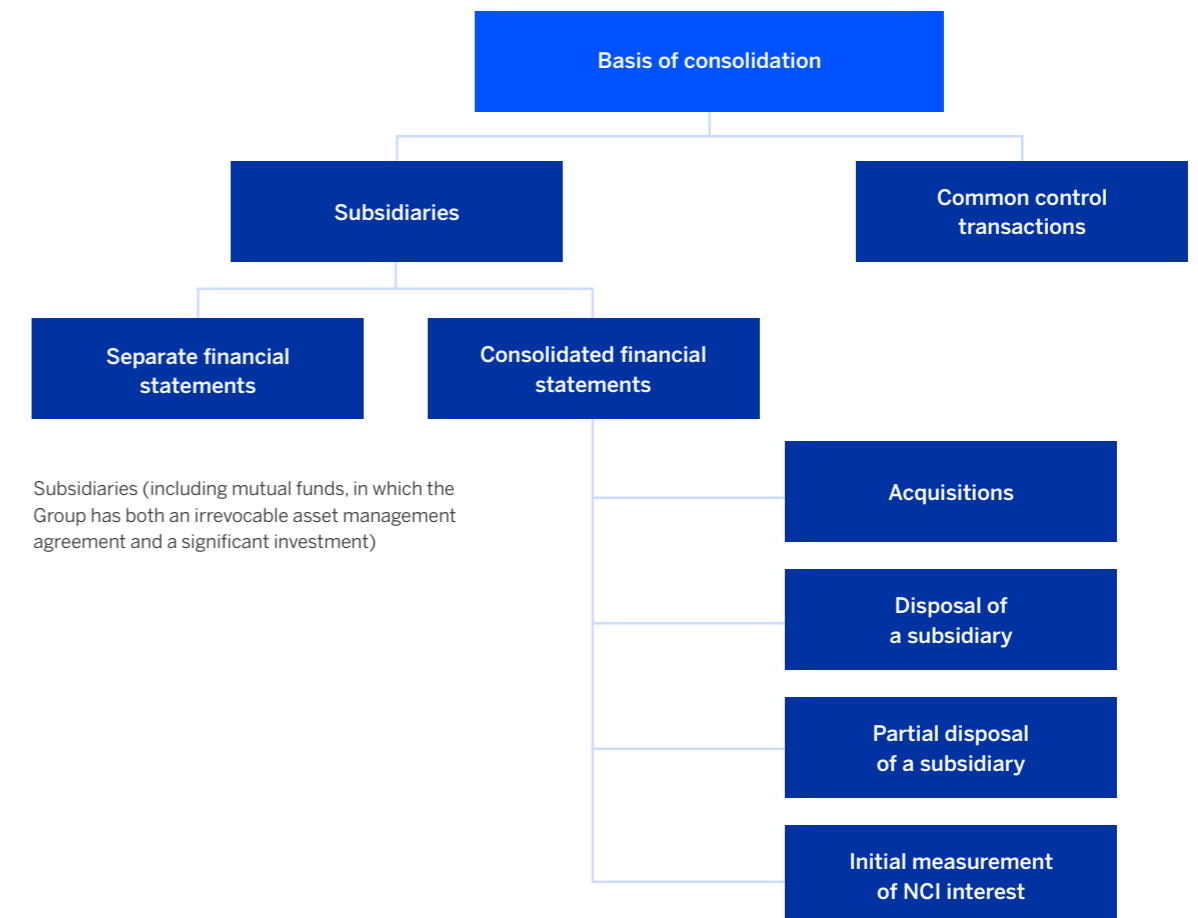 Basis of consolidation
Subsidiaries
Common control
transactions
Separate financial
statements
Consolidated financial
statements
Subsidiaries (including mutual funds, in which the
Group has both an irrevocable asset management
agreement and a significant investment)
Acquisitions
Disposal of
a subsidiary
Partial disposal
of a subsidiary
Initial measurement
of NCI interest